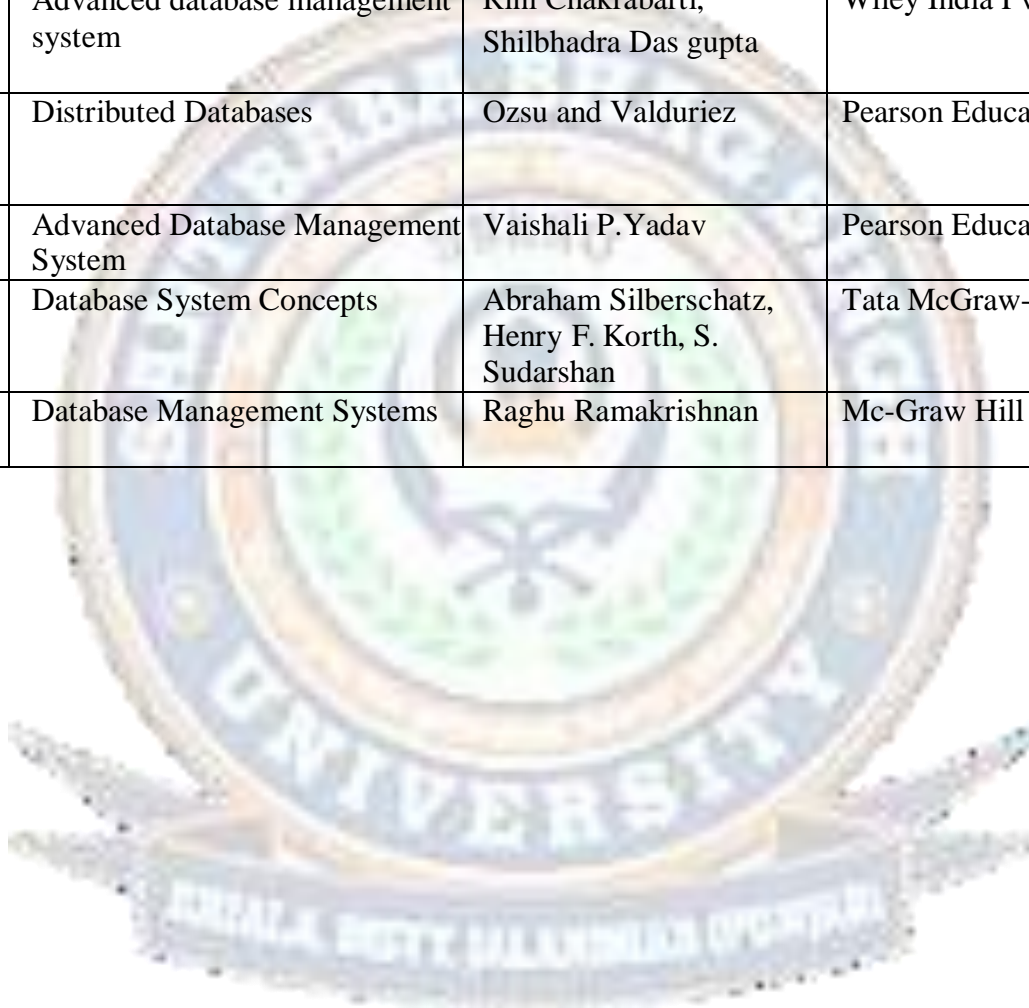 Advanced database management
system
Rini Chakrabarti,
Shilbhadra Das gupta
Wiley India Pv
Distributed Databases
Ozsu and Valduriez
Pearson Educa
Advanced Database Management
System
Vaishali P.Yadav
Pearson Educa
Database System Concepts
Abraham Silberschatz,
Henry F. Korth, S.
Sudarshan
Tata McGraw-
Database Management Systems
Raghu Ramakrishnan
Mc-Graw Hill
UNIVERSITY